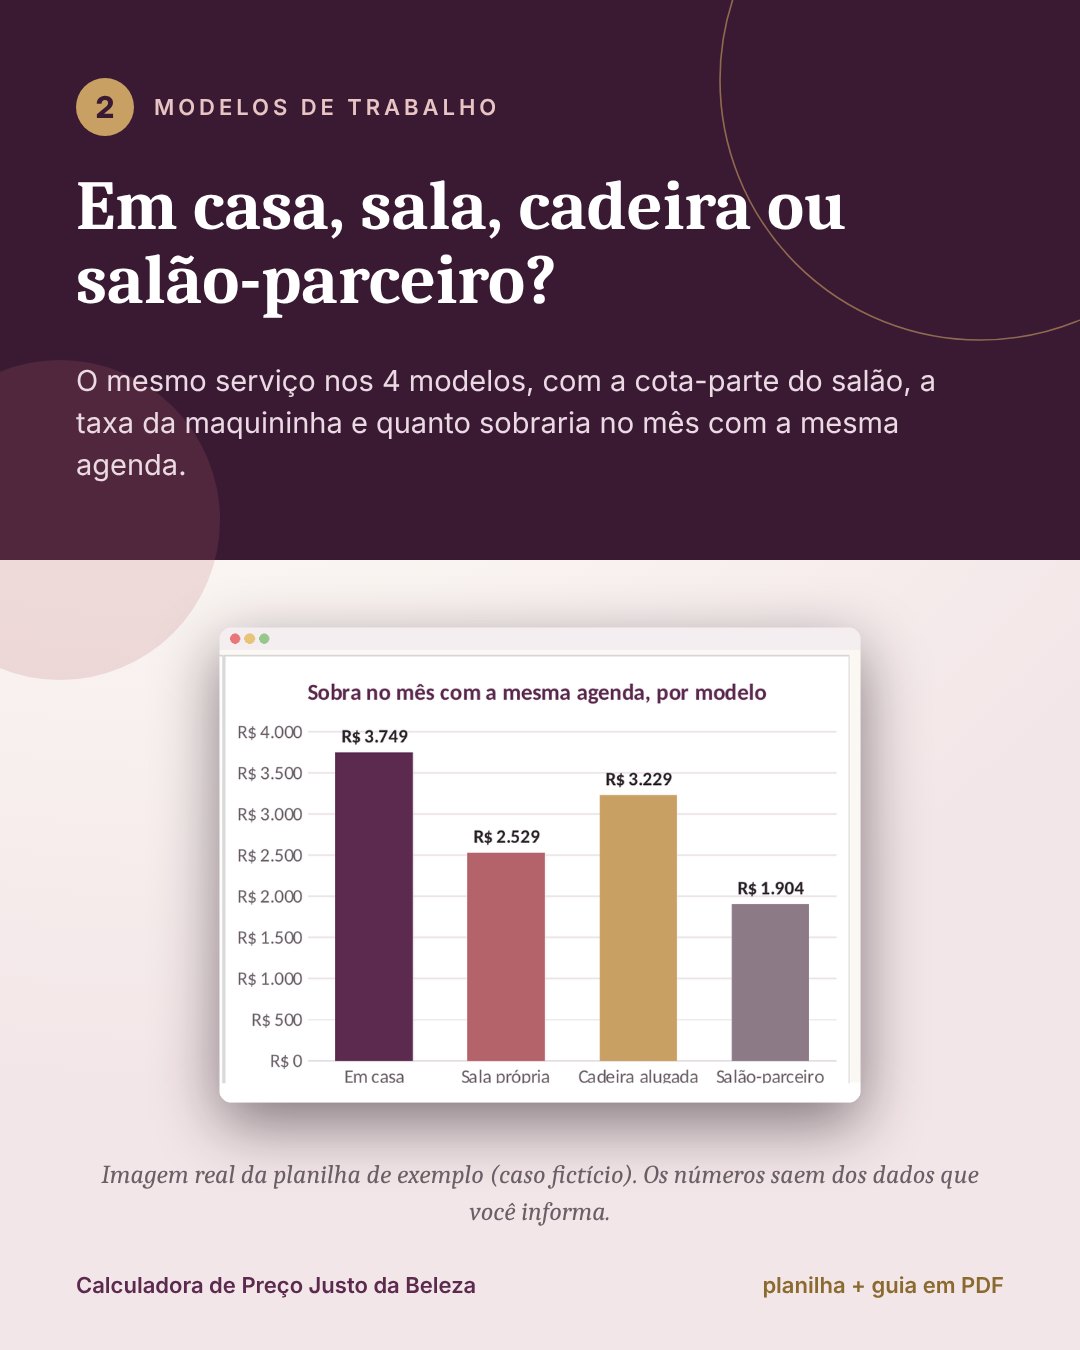 2
MODELOS DE TRABALHO
Em casa, sala, cadeira ou
salão-parceiro?
O mesmo serviço nos 4 modelos, com a cota-parte do salão, a
taxa da maquininha e quanto sobraria no mês com a mesma
agenda.
Sobra no mês com a mesma agenda, por modelo
R$ 4.000
R$ 3.500
R$ 3.000
R$ 2.500
R$ 2.000
R$ 1.500
R$ 1.000
R$ 500
R$ 0
R$ 3.749
R$ 2.529
R$ 3.229
R$ 1.904
Em casa Sala própria Cadeira alugada Salão-parceiro
Imagem real da planilha de exemplo (caso fictício). Os números saem dos dados que
você informa.
Calculadora de Preço Justo da Beleza
planilha + guia em PDF